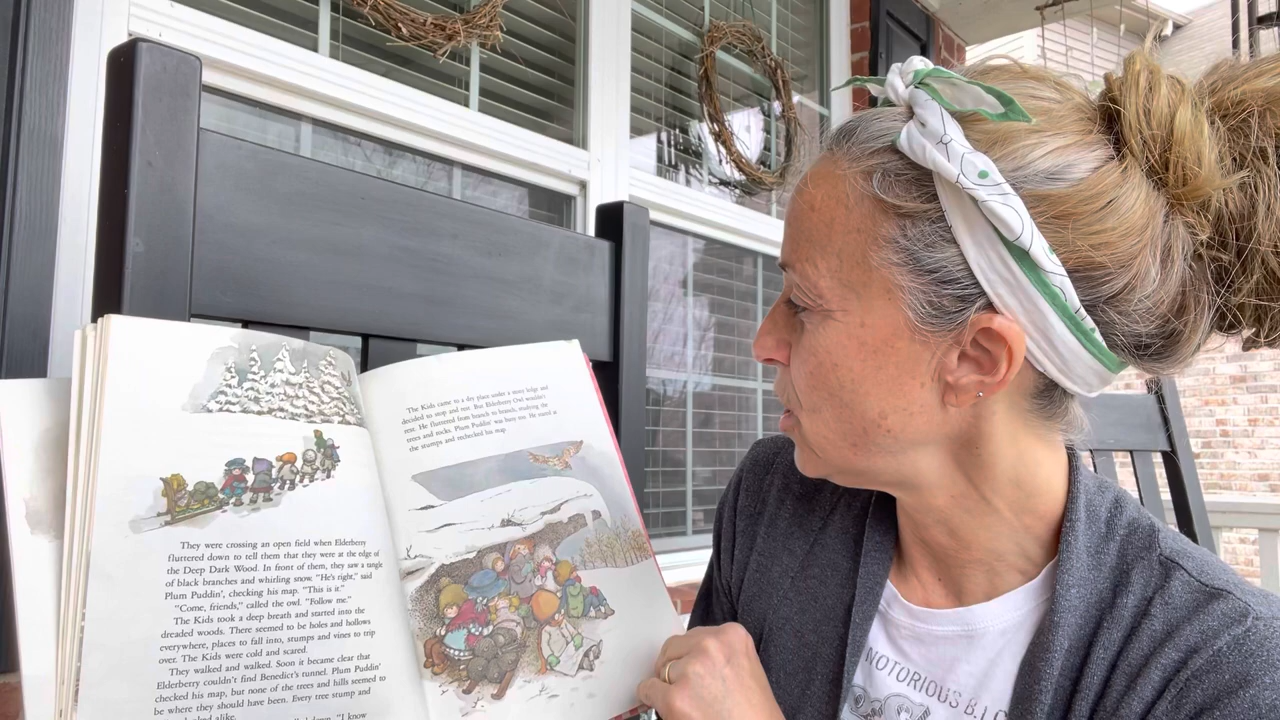 They were crossing an open field when Elderberry
fluttered down to tell them that they were at the edge of
the Deep Dark Wood. In front of them, they saw a tangle
of black branches and whirling snow. "He's right," said
Plum Puddin', checking his map. "This is it."
"Come, friends," called the owl. "Follow me."
The Kids took a deep breath and started into the
dreaded woods. There seemed to be holes and hollows
everywhere, places to fall into, stumps and vines to trip
over. The Kids were cold and scared.
They walked and walked. Soon it became clear that
Elderberry couldn't find Benedict's tunnel. Plum Puddin'
checked his map, but none of the trees and hills seemed to
be where they should have been. Every tree stump and
alike.
down. "I know
The Kids came to a dry place under a stony ledge and
decided to stop and rest. But Elderberry Owl wouldn't
rest. He fluttered from branch to branch, studying the
trees and rocks. Plum Puddin' was busy too. He stared at
the stumps and rechecked his map.
NOTORIOUS B.I.G